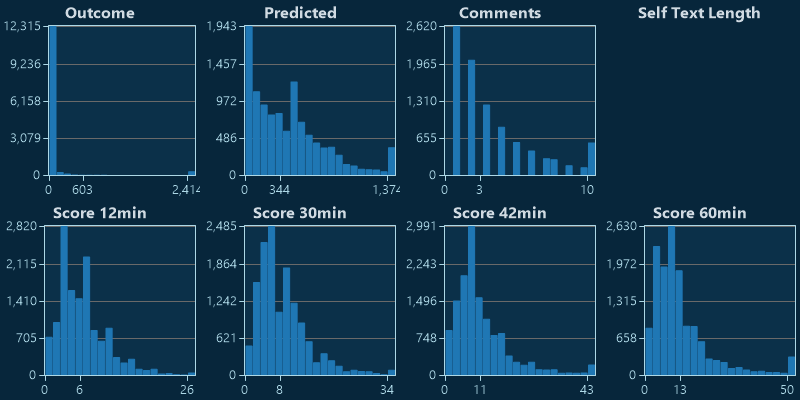 Outcome
12,315
9,236
6,158
3,079
0
0 603 2,414
Predicted
1,943
1,457
972
486
0
0 344 1,374
Comments
2,620
1,965
1,310
655
0
0 3 10
Self Text Length
Score 12min
2,820
2,115
1,410
705
0
0 6 26
Score 30min
2,485
1,864
1,242
621
0
0 8 34
Score 42min
2,991
2,243
1,496
748
0
0 11 43
Score 60min
2,630
1,972
1,315
658
0
0 13 50